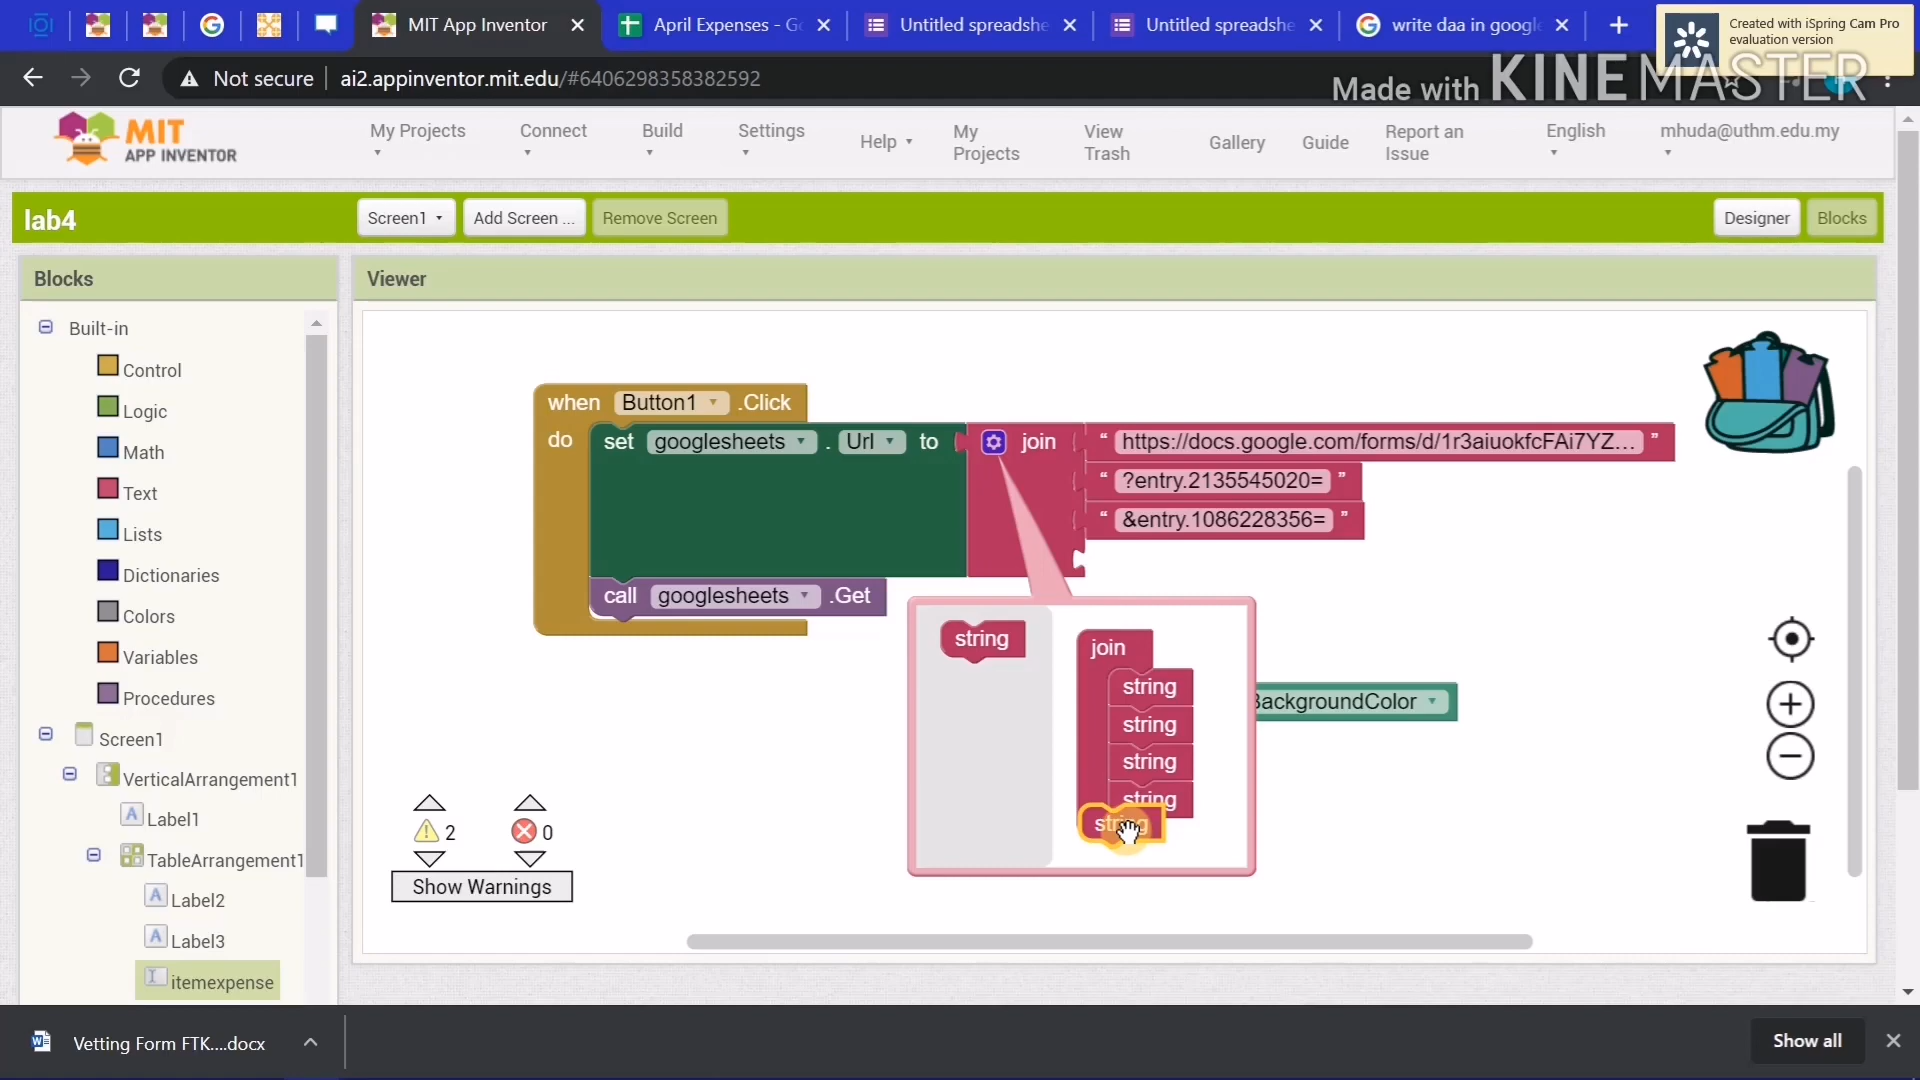 MIT App Inventor
April Expenses - Go
Untitled spreadshe
Untitled spreadshe
write daa in google
Created with iSpring Cam Pro
evaluation version
Not secure
ai2.appinventor.mit.edu/#6406298358382592
Made with KINEMASTER
MIT
APP INVENTOR
My Projects
Connect
Build
Settings
Help
My Projects
View Trash
Gallery
Guide
Report an Issue
English
mhuda@uthm.edu.my
lab4
Screen1
Add Screen ...
Remove Screen
Designer
Blocks
Blocks
Viewer
Built-in
Control
Logic
Math
Text
Lists
Dictionaries
Colors
Variables
Procedures
Screen1
VerticalArrangement1
Label1
TableArrangement1
Label2
Label3
itemexpense
when Button1 .Click
do set googlesheets . Url to join “ https://docs.google.com/forms/d/1r3aiuokfcFAi7YZ... ”
“ ?entry.2135545020= ”
“ &entry.1086228356= ”
call googlesheets .Get
string
join
string
string
string
string
string
BackgroundColor
2
0
Show Warnings
Vetting Form FTK....docx
Show all